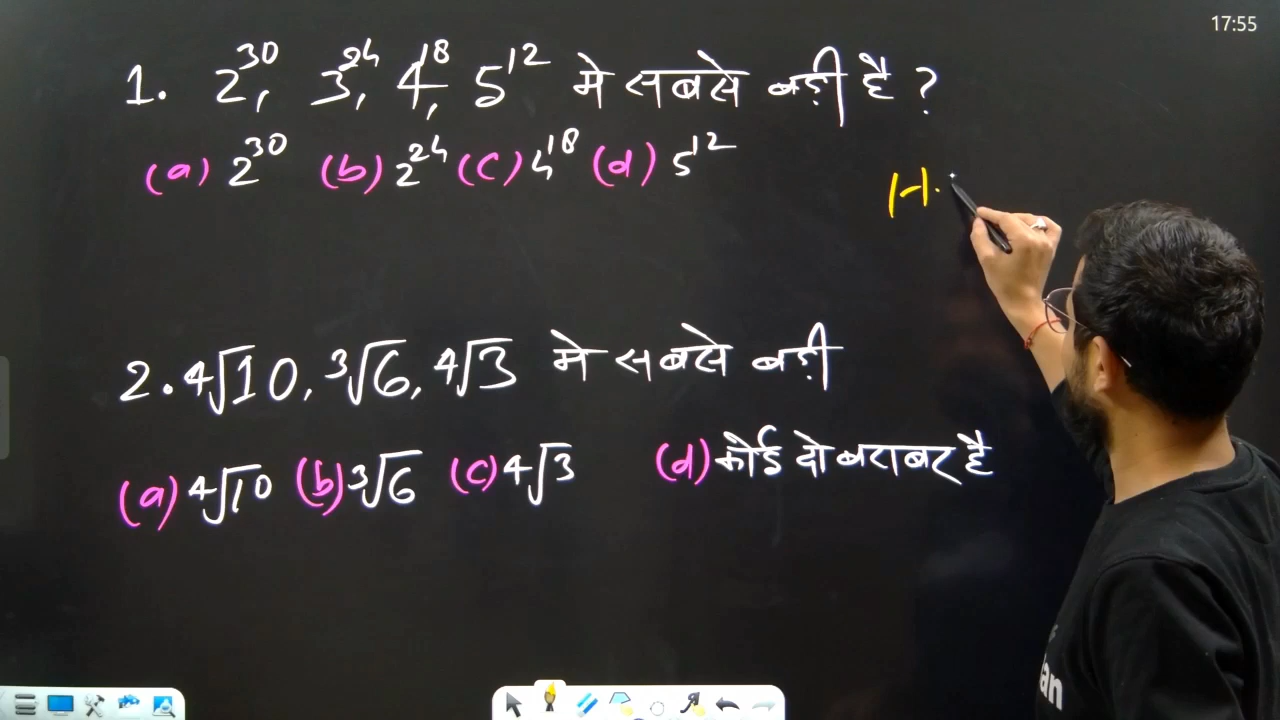 17:55
1. 2^30, 3^24, 4^18, 5^12 मे सबसे बड़ी है ?
(a) 2^30 (b) 2^24 (c) 4^18 (d) 5^12
H.
2. 4√10, 3√6, 4√3 मे सबसे बड़ी
(a) 4√10 (b) 3√6 (c) 4√3 (d) कोई दो बराबर है